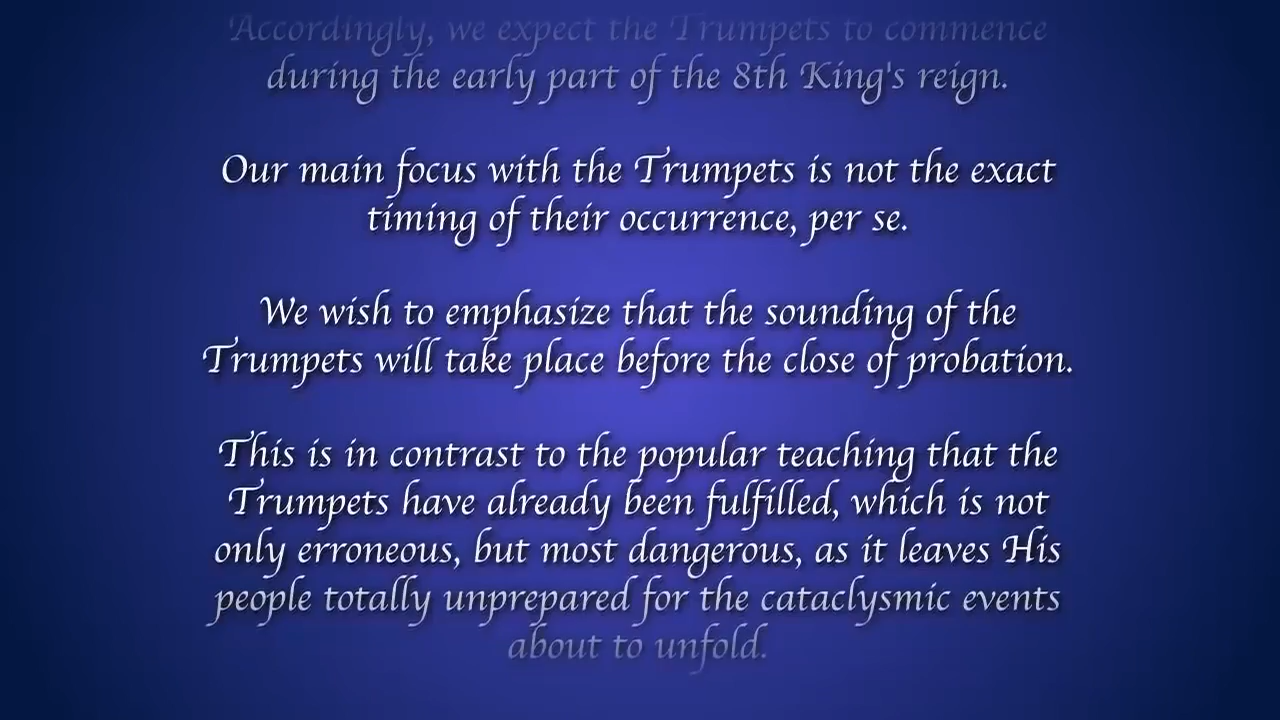 Accordingly, we expect the Trumpets to commence
during the early part of the 8th King's reign.
Our main focus with the Trumpets is not the exact
timing of their occurrence, per se.
We wish to emphasize that the sounding of the
Trumpets will take place before the close of probation.
This is in contrast to the popular teaching that the
Trumpets have already been fulfilled, which is not
only erroneous, but most dangerous, as it leaves His
people totally unprepared for the cataclysmic events
about to unfold.